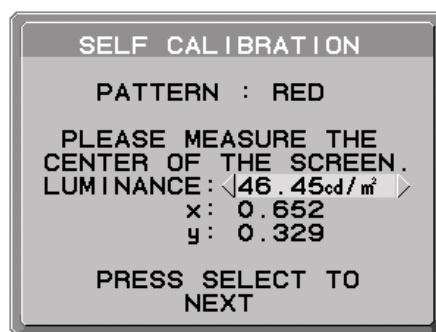 SELF CALIBRATION
PATTERN : RED
PLEASE MEASURE THE
CENTER OF THE SCREEN.
LUMINANCE: 46.45cd/㎡
x: 0.652
y: 0.329
PRESS SELECT TO
NEXT